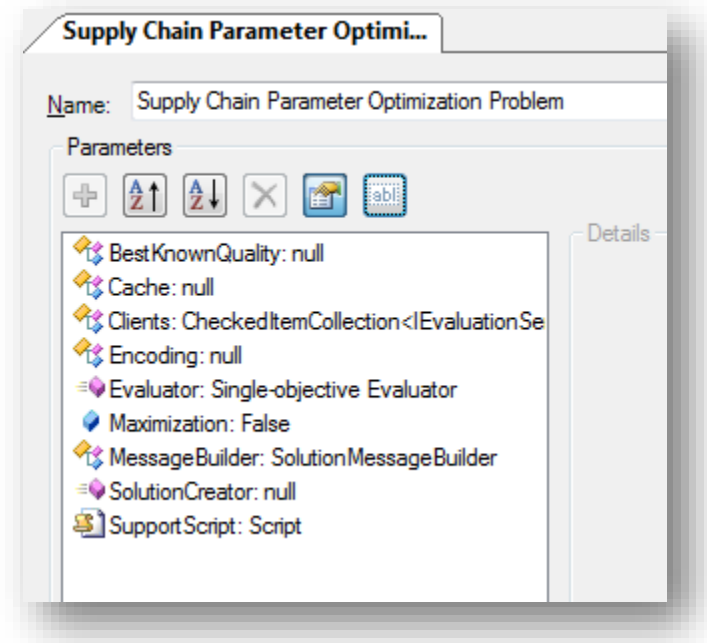 Supply Chain Parameter Optimi...
Name: Supply Chain Parameter Optimization Problem
Parameters
abl
Details
BestKnownQuality: null
Cache: null
Clients: CheckedItemCollection<IEvaluationSe
Encoding: null
Evaluator: Single-objective Evaluator
Maximization: False
MessageBuilder: SolutionMessageBuilder
SolutionCreator: null
SupportScript: Script